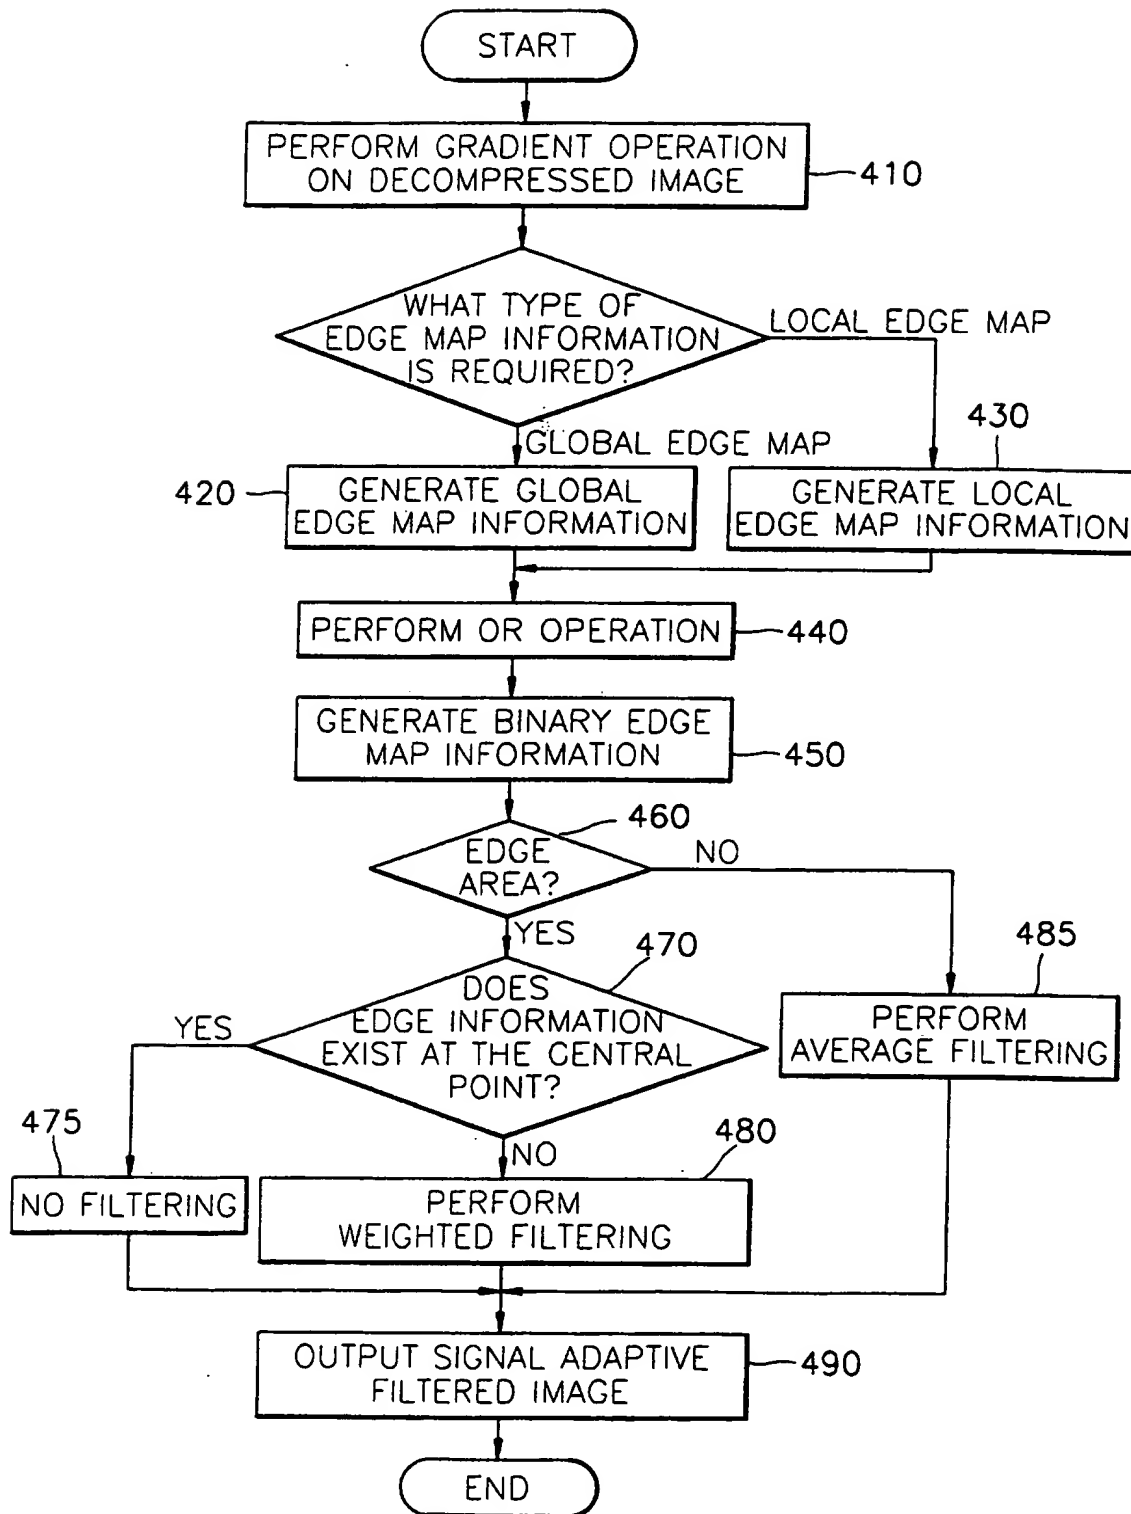 START
PERFORM GRADIENT OPERATION
ON DECOMPRESSED IMAGE
410
WHAT TYPE OF
EDGE MAP INFORMATION
IS REQUIRED?
LOCAL EDGE MAP
GLOBAL EDGE MAP
430
420
GENERATE GLOBAL
EDGE MAP INFORMATION
GENERATE LOCAL
EDGE MAP INFORMATION
PERFORM OR OPERATION
440
GENERATE BINARY EDGE
MAP INFORMATION
450
460
EDGE
AREA?
NO
YES
470
485
DOES
EDGE INFORMATION
EXIST AT THE CENTRAL
POINT?
YES
PERFORM
AVERAGE FILTERING
475
NO
480
NO FILTERING
PERFORM
WEIGHTED FILTERING
OUTPUT SIGNAL ADAPTIVE
FILTERED IMAGE
490
END